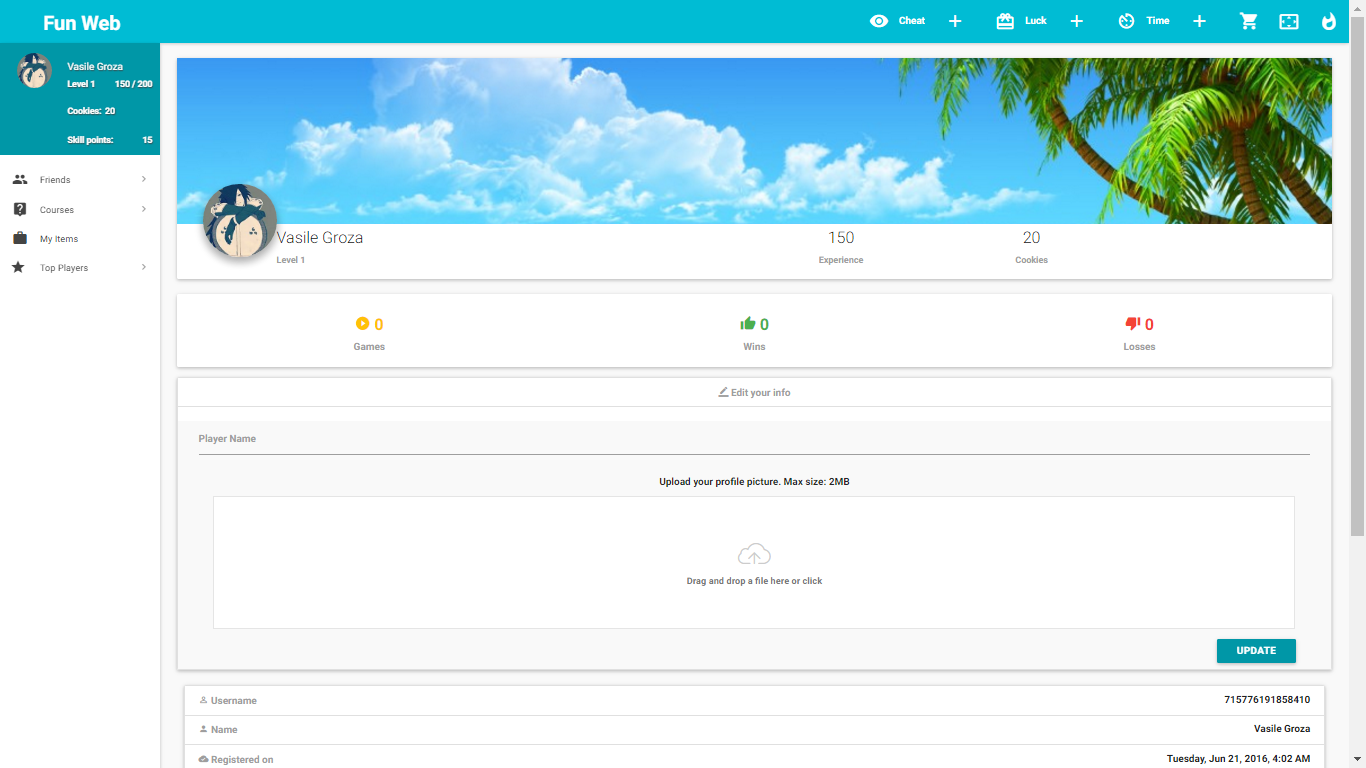 Fun Web
Cheat
Luck
Time
Vasile Groza
Level 1 150 / 200
Cookies: 20
Skill points: 15
Friends
Courses
My Items
Top Players
Vasile Groza
Level 1
150
Experience
20
Cookies
0
Games
0
Wins
0
Losses
Edit your info
Player Name
Upload your profile picture. Max size: 2MB
Drag and drop a file here or click
UPDATE
Username 715776191858410
Name Vasile Groza
Registered on Tuesday, Jun 21, 2016, 4:02 AM